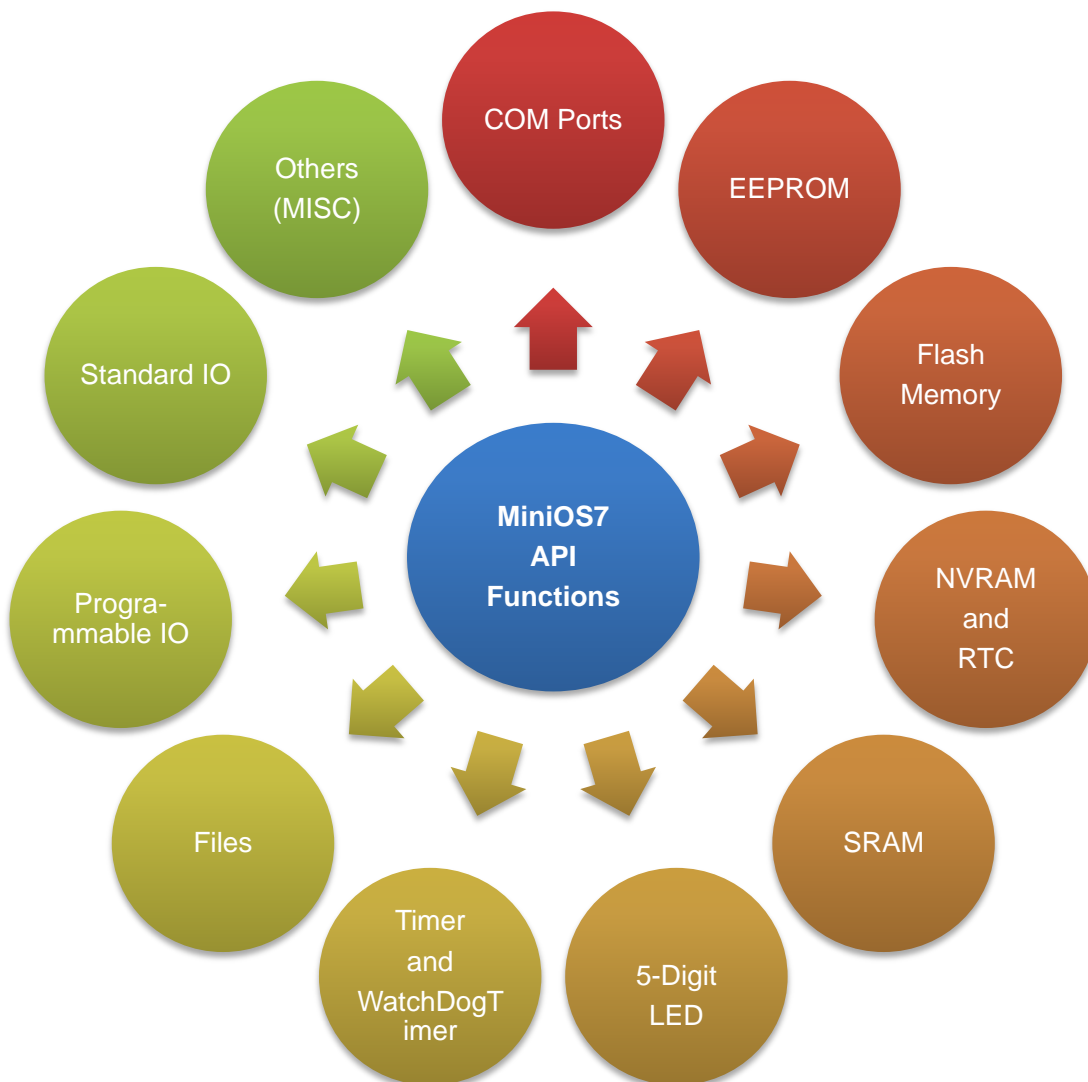 COM Ports
EEPROM
Flash
Memory
NVRAM
and
RTC
SRAM
5-Digit
LED
Timer
and
WatchDogT
imer
Files
Progra-
mmable IO
Standard IO
Others
(MISC)
MiniOS7
API
Functions